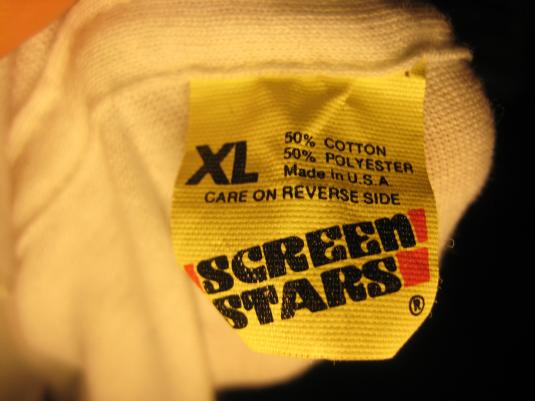 XL
50% COTTON
50% POLYESTER
Made in U.S.A
CARE ON REVERSE SIDE
SCREEN
STARS
®